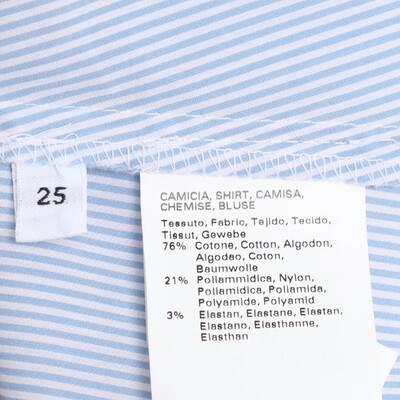 25
CAMICIA, SHIRT, CAMISA,
CHEMISE, BLUSE
Tessuto, Fabric, Tejido, Tecido,
Tissut, Gewebe
76% Cotone, Cotton, Algodon,
Algodao, Coton,
Baumwolle
21% Poliammidica, Nylon,
Poliamidica, Poliamida,
Polyamide, Polyamid
3% Elastan, Elastane, Elastan,
Elastano, Elasthanne,
Elasthan